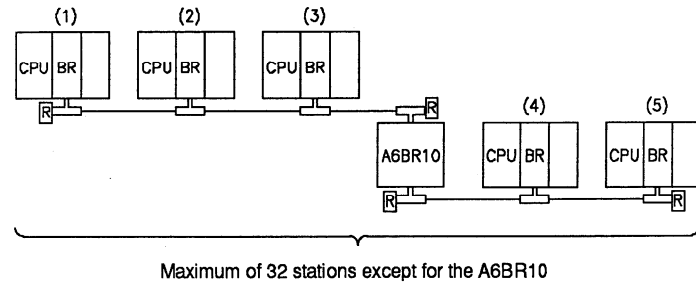 (1) (2) (3)
CPU BR CPU BR CPU BR
R R
(4) (5)
A6BR10 CPU BR CPU BR
R R
Maximum of 32 stations except for the A6BR10